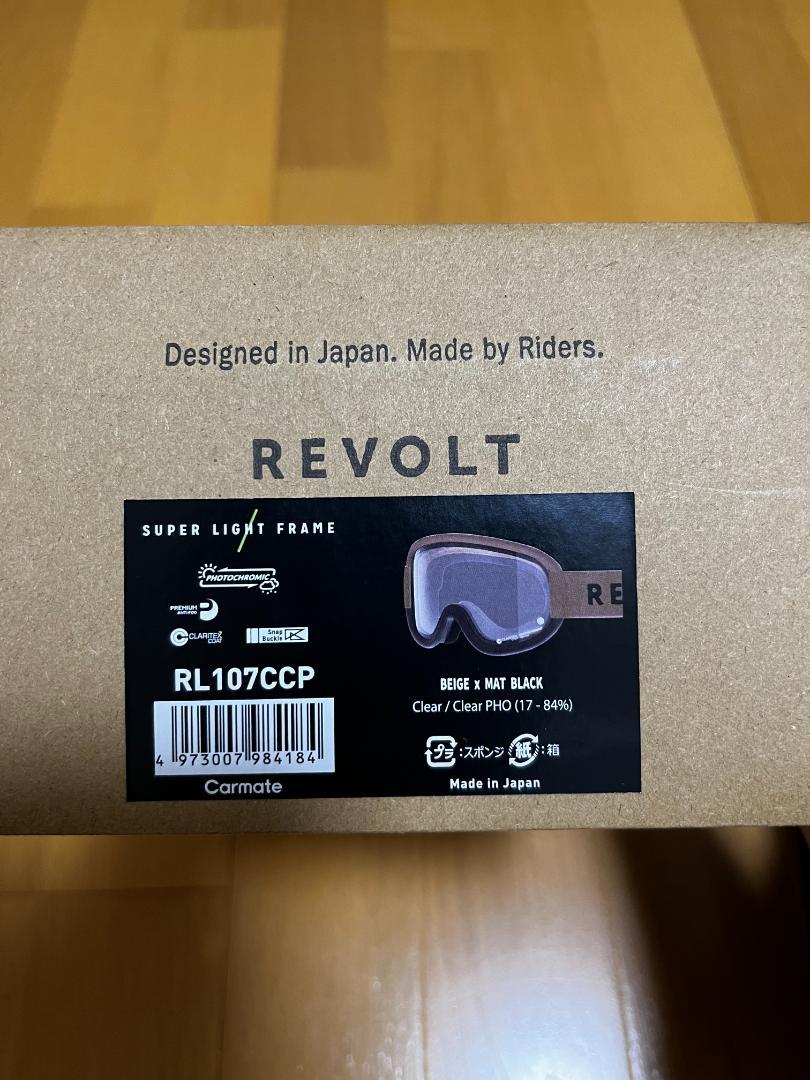 Designed in Japan. Made by Riders.
REVOLT
SUPER LIGHT FRAME
PHOTOCHROMIC
PREMIUM
ANTI-FOG
CLARITEX
COAT
Snap
Buckle
RL107CCP
4 973007 984184
Carmate
RE
BEIGE x MAT BLACK
Clear / Clear PHO (17 - 84%)
プラ:スポンジ 紙:箱
Made in Japan